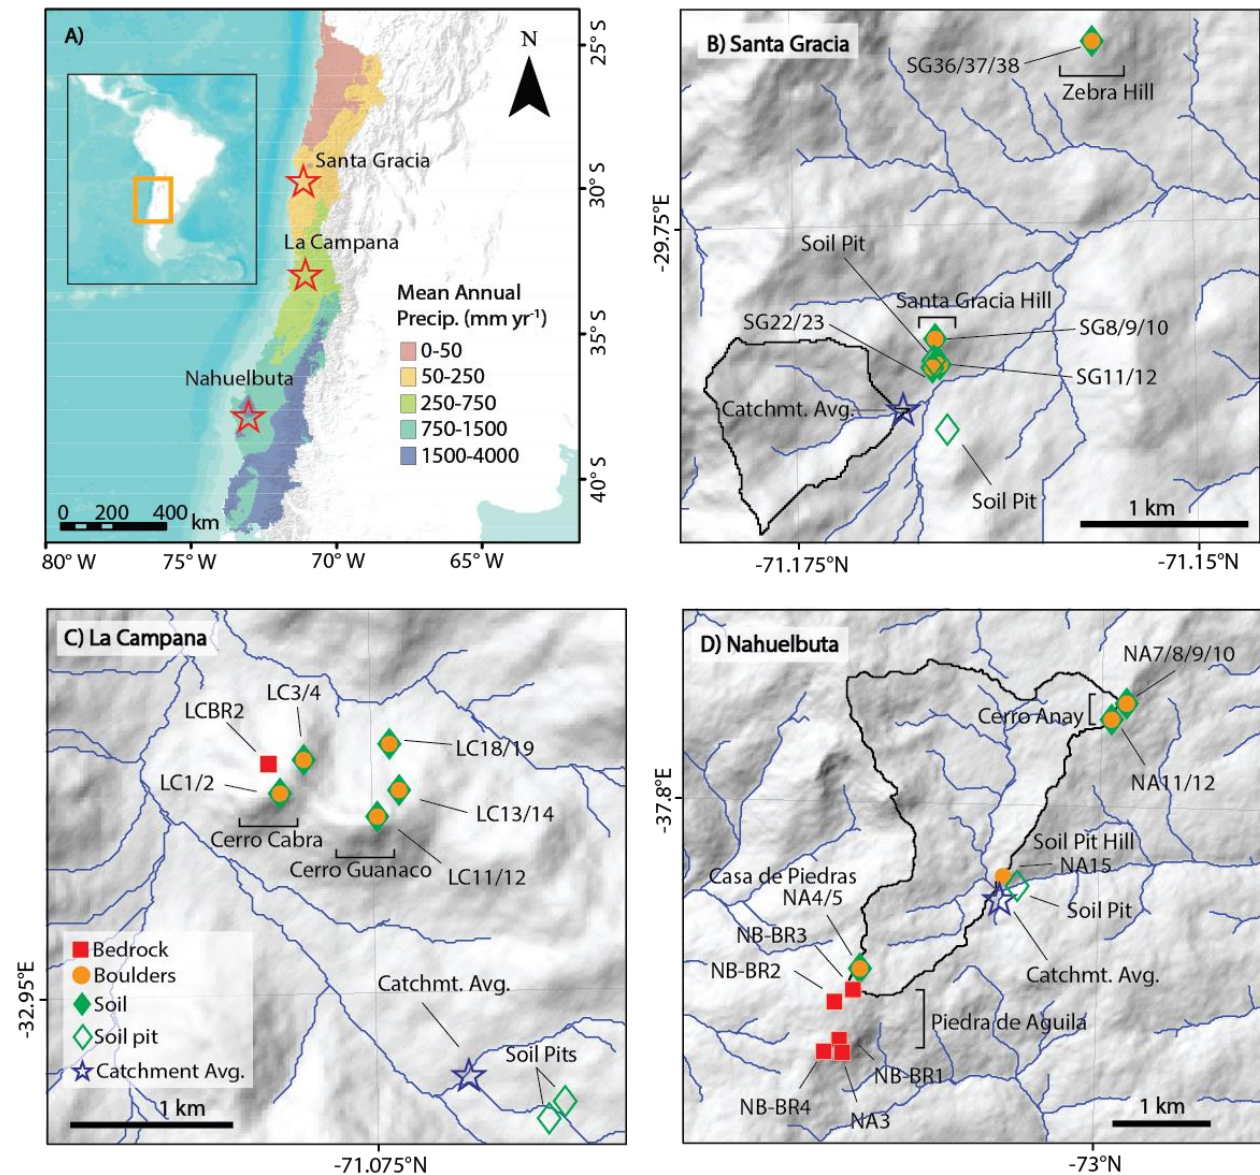 A)
N
25°S
30°S
35°S
40°S
Santa Gracia
La Campana
Nahuelbuta
Mean Annual
Precip. (mm yr⁻¹)
0-50
50-250
250-750
750-1500
1500-4000
0 200 400 km
80°W 75°W 70°W 65°W
B) Santa Gracia
SG36/37/38
Zebra Hill
-29.75°E
Soil Pit
Santa Gracia Hill
SG22/23
SG8/9/10
SG11/12
Catchmt. Avg.
Soil Pit
1 km
-71.175°N -71.15°N
C) La Campana
LC3/4
LCBR2
LC18/19
LC1/2
LC13/14
Cerro Cabra
Cerro Guanaco
LC11/12
Bedrock
Boulders
Soil
Soil pit
Catchment Avg.
Catchmt. Avg.
Soil Pits
-32.95°E
1 km
-71.075°N
D) Nahuelbuta
NA7/8/9/10
Cerro Anay
NA11/12
-37.8°E
Soil Pit Hill
NA15
Casa de Piedras
NA4/5
Soil Pit
NB-BR3
NB-BR2
Catchmt. Avg.
Piedra de Aguila
NB-BR1
NB-BR4
NA3
1 km
-73°N